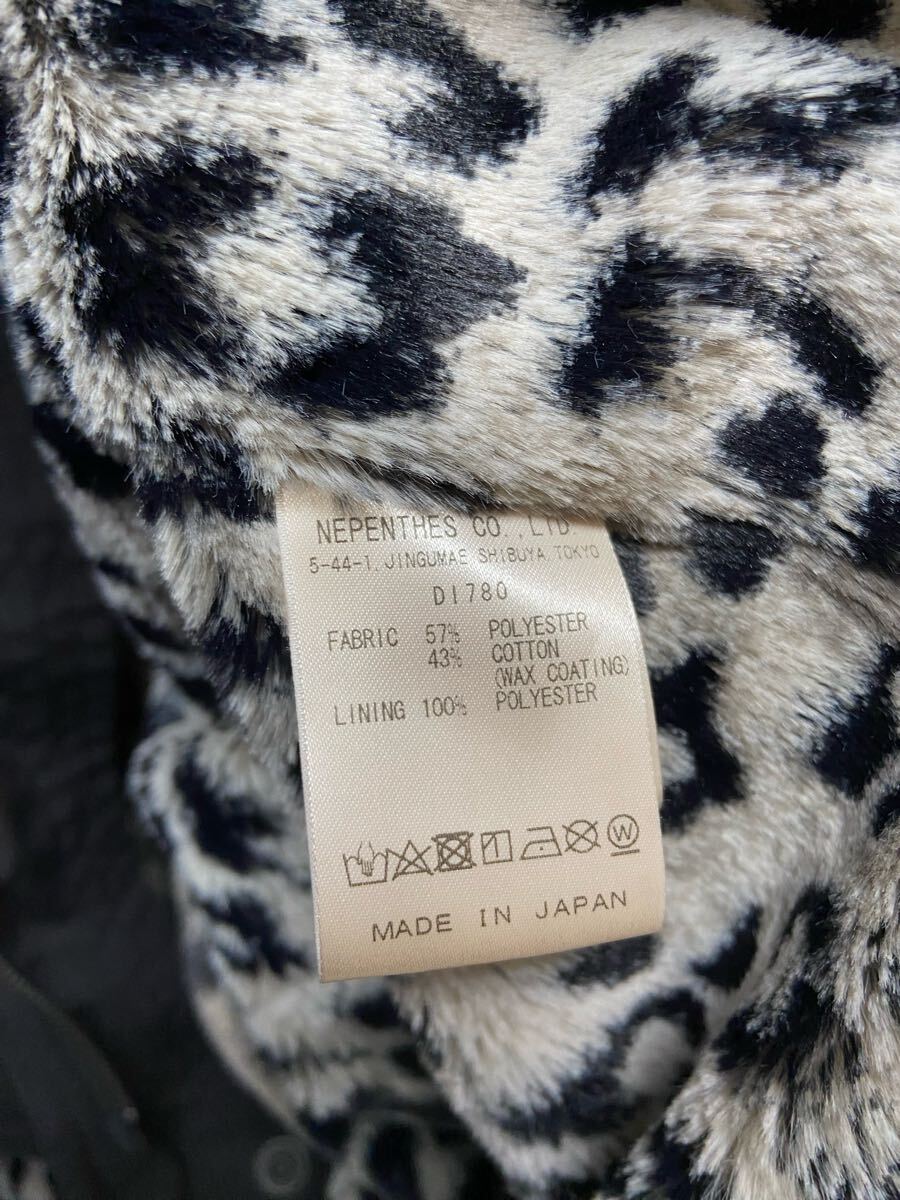 NEPENTHES CO.,LTD.
5-44-1, JINGUMAE SHIBUYA, TOKYO
DI780
FABRIC 57% POLYESTER
43% COTTON
(WAX COATING)
LINING 100% POLYESTER
W
MADE IN JAPAN